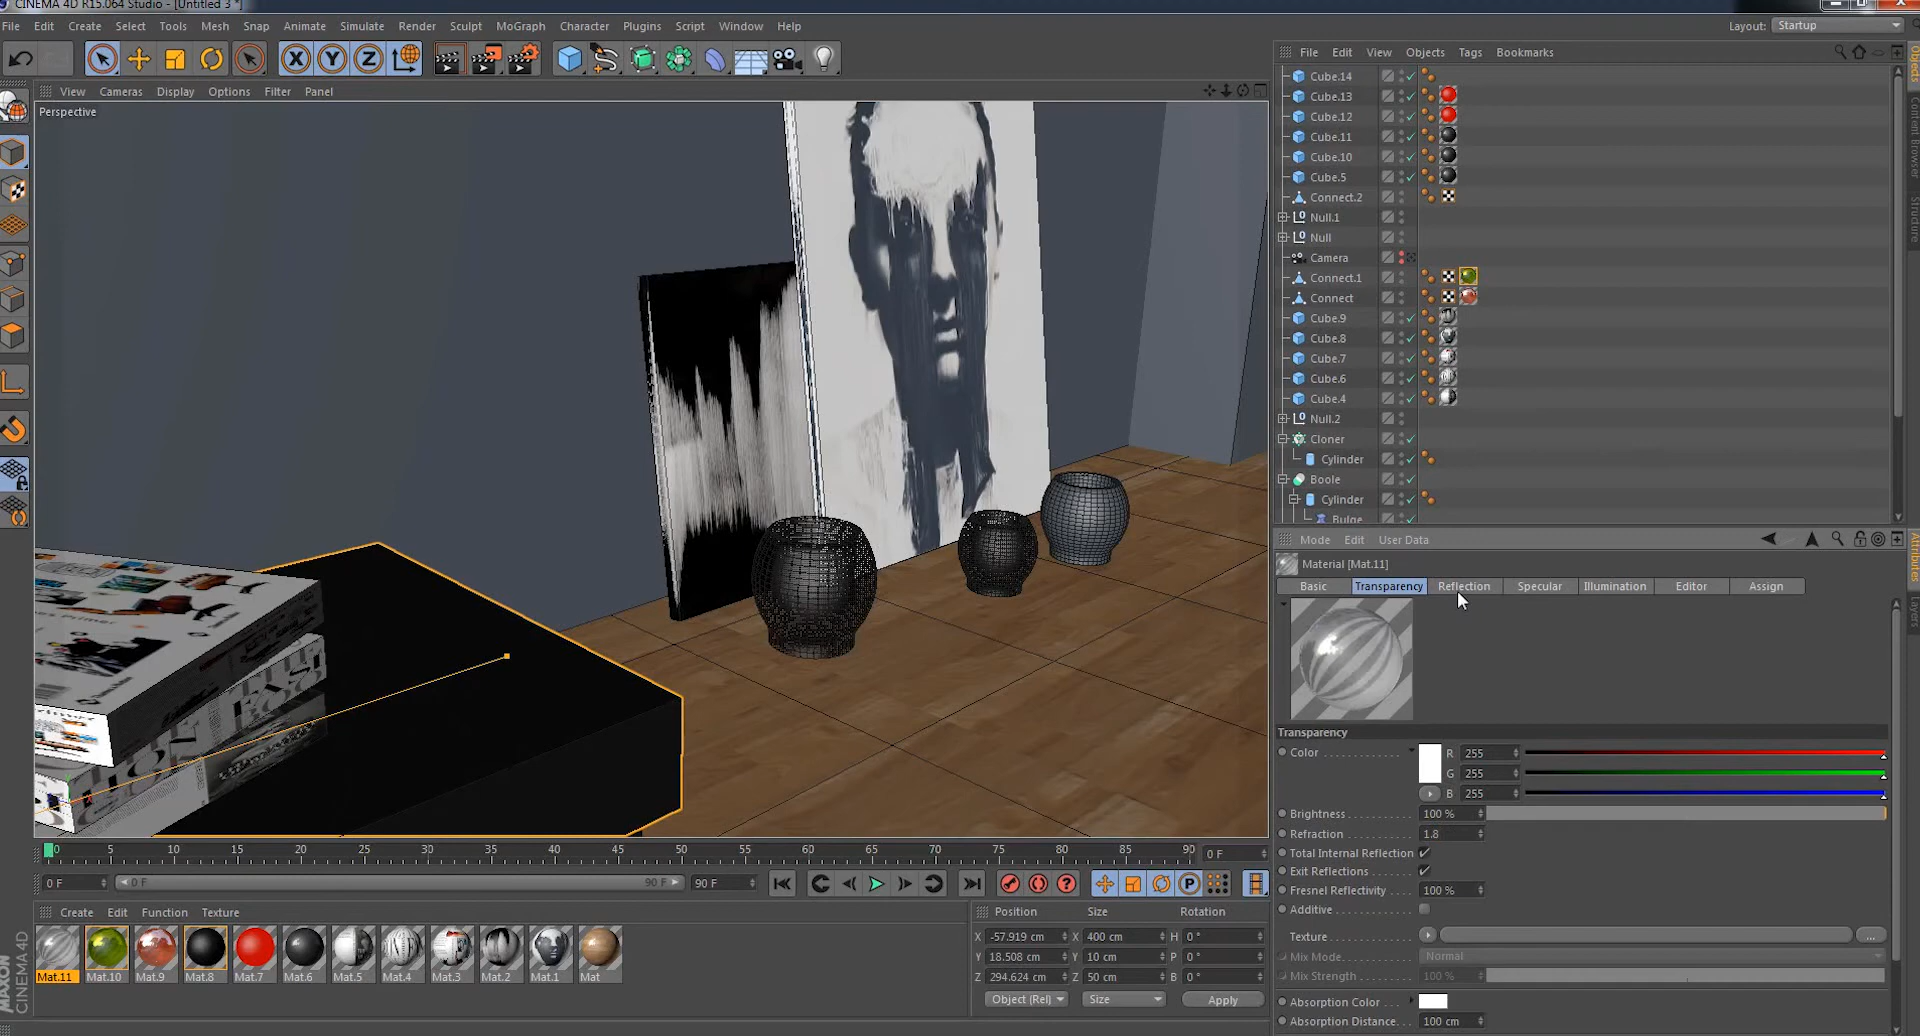 CINEMA 4D R15.064 Studio - [Untitled 3 *]
File Edit Create Select Tools Mesh Snap Animate Simulate Render Sculpt MoGraph Character Plugins Script Window Help
Layout: Startup
X Y Z
File Edit View Objects Tags Bookmarks
View Cameras Display Options Filter Panel
Perspective
Cube.14
Cube.13
Cube.12
Cube.11
Cube.10
Cube.5
Connect.2
Null.1
Null
Camera
Connect.1
Connect
Cube.9
Cube.8
Cube.7
Cube.6
Cube.4
Null.2
Cloner
Cylinder
Boole
Cylinder
Bulge
Objects
Content Browser
Structure
Mode Edit User Data
Attributes
Layers
Material [Mat.11]
Basic Transparency Reflection Specular Illumination Editor Assign
Transparency
Color R 255
G 255
B 255
Brightness 100 %
Refraction 1.8
Total Internal Reflection
Exit Reflections
Fresnel Reflectivity 100 %
Additive
Texture ...
Mix Mode. Normal
Mix Strength 100 %
Absorption Color
Absorption Distance. 100 cm
0 5 10 15 20 25 30 35 40 45 50 55 60 65 70 75 80 85 90 0 F
0 F 0 F 90 F 90 F
P
Create Edit Function Texture
Mat.11 Mat.10 Mat.9 Mat.8 Mat.7 Mat.6 Mat.5 Mat.4 Mat.3 Mat.2 Mat.1 Mat
Position Size Rotation
X -57.919 cm X 400 cm H 0 °
Y 18.508 cm Y 10 cm P 0 °
Z 294.624 cm Z 50 cm B 0 °
Object (Rel) Size Apply
MAXON
CINEMA 4D